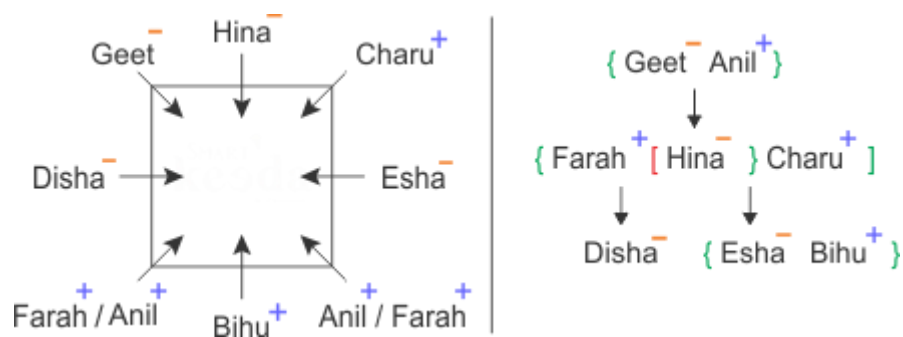 Hina⁻
Geet⁻
Charu⁺
Disha⁻
Esha⁻
Farah⁺ / Anil⁺
Bihu⁺
Anil⁺ / Farah⁺
{ Geet⁻ Anil⁺ }
{ Farah⁺ [ Hina⁻ } Charu⁺ ]
Disha⁻
{ Esha⁻ Bihu⁺ }